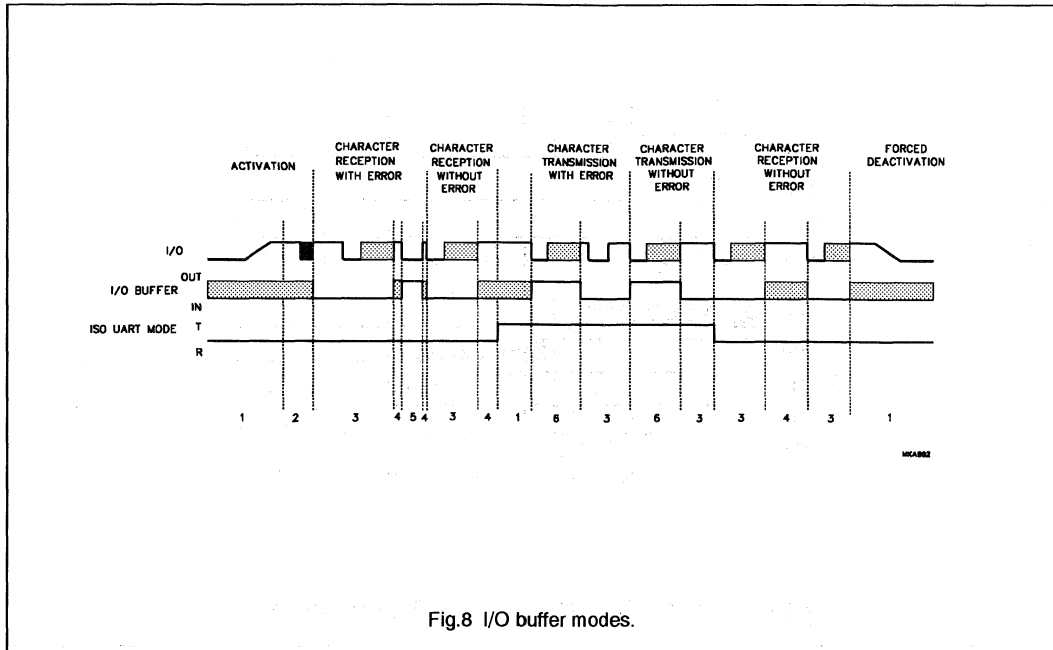 ACTIVATION
CHARACTER
RECEPTION
WITH ERROR
CHARACTER
RECEPTION
WITHOUT
ERROR
CHARACTER
TRANSMISSION
WITH ERROR
CHARACTER
TRANSMISSION
WITHOUT
ERROR
CHARACTER
RECEPTION
WITHOUT
ERROR
FORCED
DEACTIVATION
I/O
OUT
I/O BUFFER
IN
ISO UART MODE T
R
1 2 3 4 5 4 3 4 1 6 3 6 3 3 4 3 1
Fig.8 I/O buffer modes.